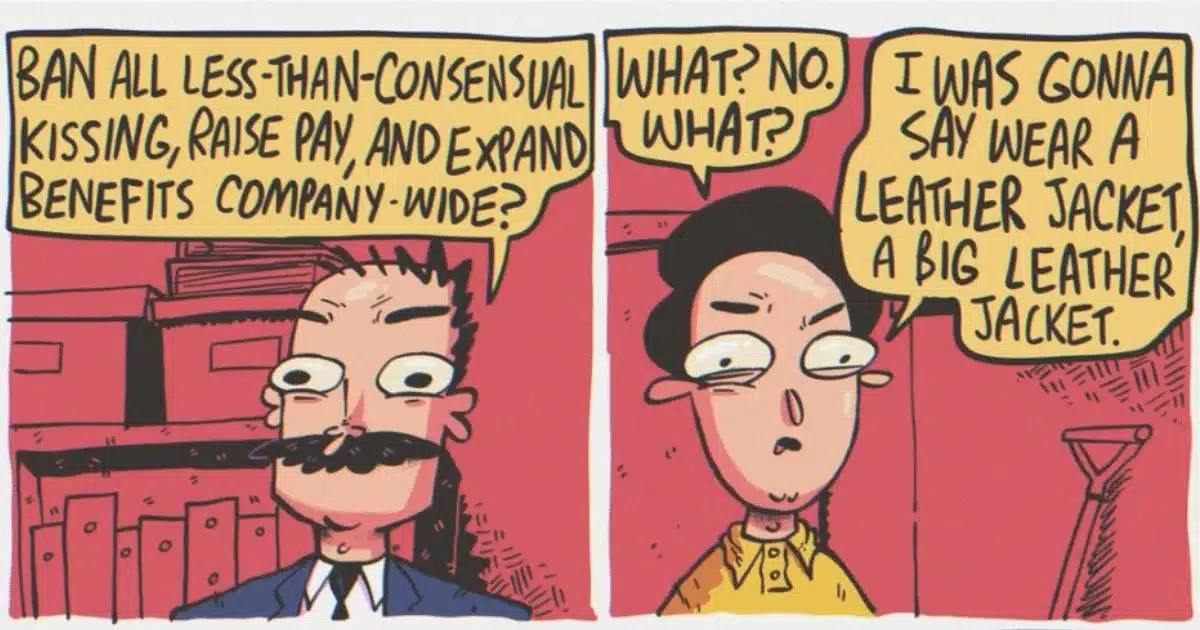 BAN ALL LESS-THAN-CONSENSUAL
KISSING, RAISE PAY, AND EXPAND
BENEFITS COMPANY-WIDE?
WHAT? NO.
WHAT?
I WAS GONNA
SAY WEAR A
LEATHER JACKET,
A BIG LEATHER
JACKET.